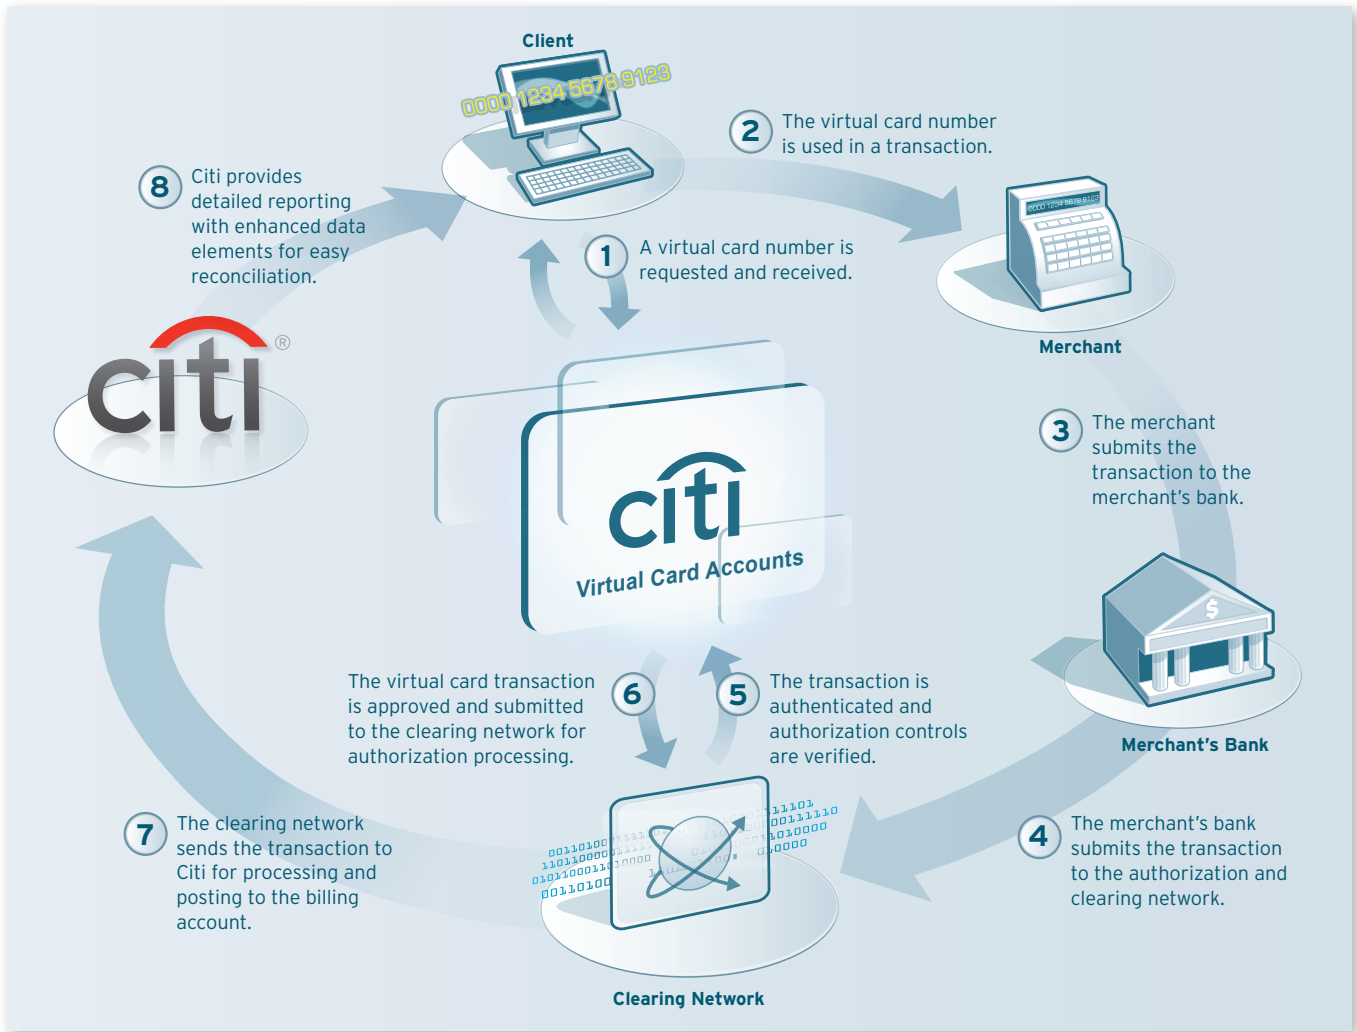 Client
0000 1234 5678 9123
1
A virtual card number is
requested and received.
2
The virtual card number
is used in a transaction.
0000 1234 5678 9123
Merchant
3
The merchant
submits the
transaction to the
merchant's bank.
$
Merchant's Bank
4
The merchant's bank
submits the transaction
to the authorization and
clearing network.
5
The transaction is
authenticated and
authorization controls
are verified.
citi
Virtual Card Accounts
6
The virtual card transaction
is approved and submitted
to the clearing network for
authorization processing.
Clearing Network
7
The clearing network
sends the transaction to
Citi for processing and
posting to the billing
account.
citi®
8
Citi provides
detailed reporting
with enhanced data
elements for easy
reconciliation.